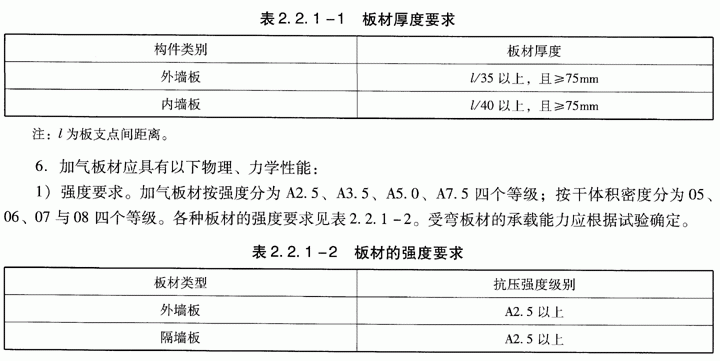 表2.2.1-1 板材厚度要求
构件类别 板材厚度
外墙板 l/35 以上，且≥75mm
内墙板 l/40 以上，且≥75mm
注：l 为板支点间距离。
6. 加气板材应具有以下物理、力学性能：
1）强度要求。加气板材按强度分为 A2.5、A3.5、A5.0、A7.5 四个等级；按干体积密度分为 05、
06、07 与 08 四个等级。各种板材的强度要求见表 2.2.1-2。受弯板材的承载能力应根据试验确定。
表2.2.1-2 板材的强度要求
板材类型 抗压强度级别
外墙板 A2.5 以上
隔墙板 A2.5 以上